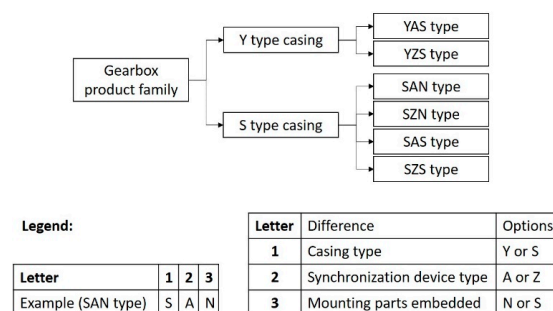 Gearbox
product family
Y type casing
S type casing
YAS type
YZS type
SAN type
SZN type
SAS type
SZS type
Legend:
Letter 1 2 3
Example (SAN type) S A N
Letter Difference Options
1 Casing type Y or S
2 Synchronization device type A or Z
3 Mounting parts embedded N or S